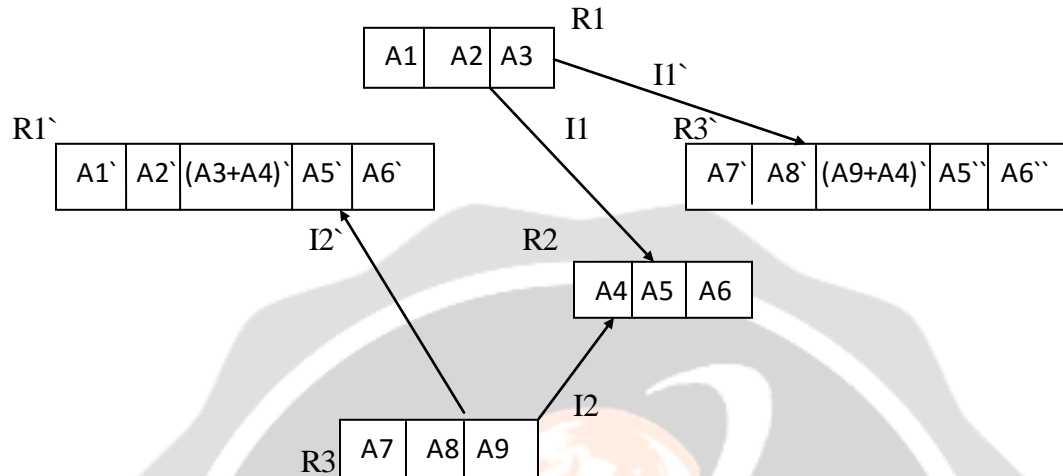 R1
A1 A2 A3
I1`
R1`
I1
R3`
A1` A2` (A3+A4)` A5` A6`
A7` A8` (A9+A4)` A5`` A6``
I2`
R2
A4 A5 A6
I2
R3
A7 A8 A9